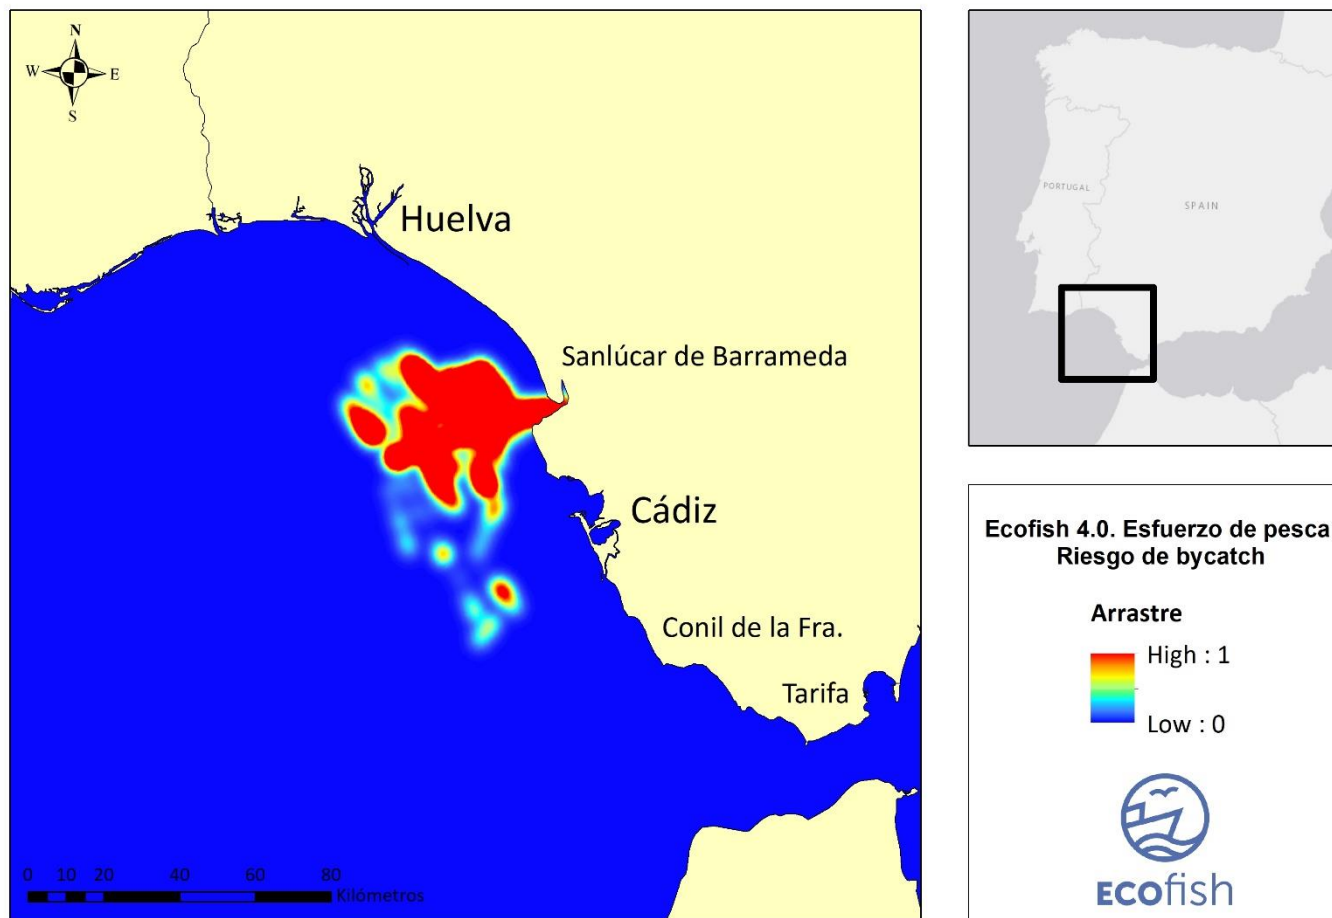 N
W E
S
Huelva
Sanlúcar de Barrameda
Cádiz
Conil de la Fra.
Tarifa
0 10 20 40 60 80
Kilómetros
PORTUGAL
SPAIN
Ecofish 4.0. Esfuerzo de pesca
Riesgo de bycatch
Arrastre
High : 1
Low : 0
ECOfish